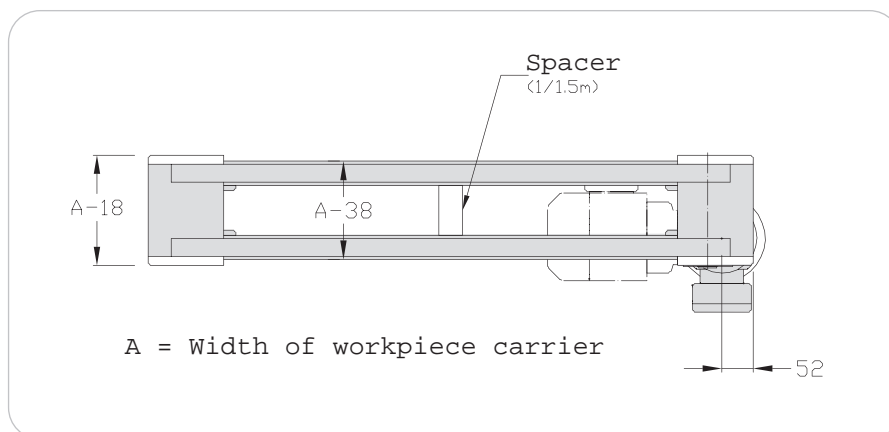 Spacer
(1/1.5m)
A-18
A-38
A = Width of workpiece carrier
52